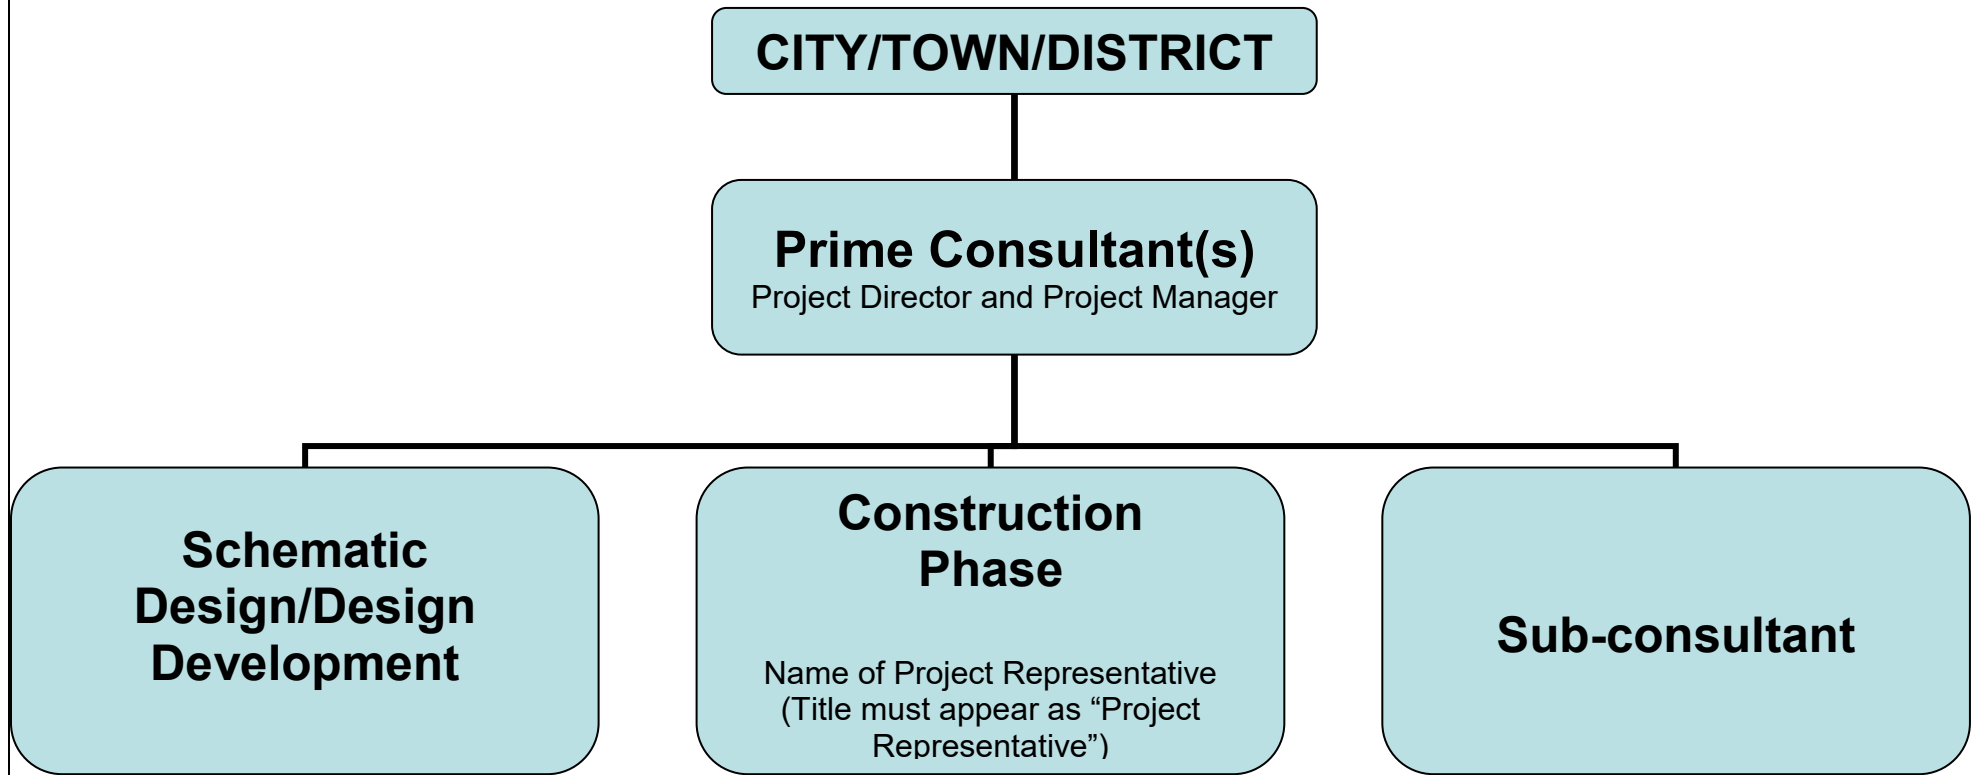 CITY/TOWN/DISTRICT
Prime Consultant(s)
Project Director and Project Manager
Schematic
Design/Design
Development
Construction
Phase
Name of Project Representative
(Title must appear as “Project
Representative”)
Sub-consultant